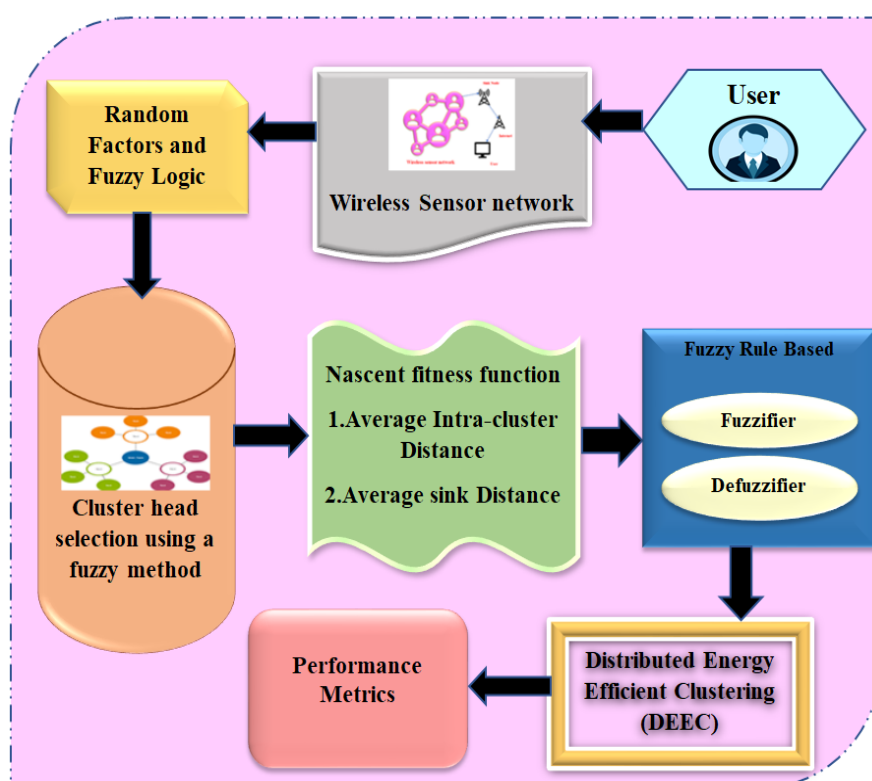 User
Wireless Sensor network
Random
Factors and
Fuzzy Logic
Cluster head
selection using a
fuzzy method
Nascent fitness function
1.Average Intra-cluster
Distance
2.Average sink Distance
Fuzzy Rule Based
Fuzzifier
Defuzzifier
Distributed Energy
Efficient Clustering
(DEEC)
Performance
Metrics